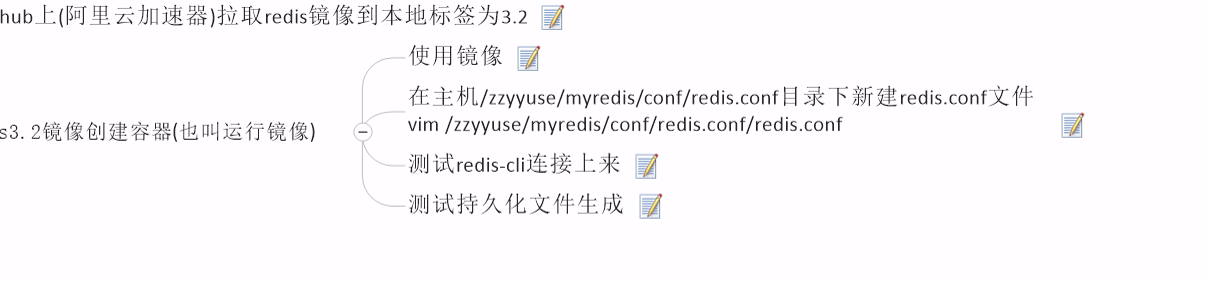 hub上(阿里云加速器)拉取redis镜像到本地标签为3.2
使用镜像
在主机/zzyyuse/myredis/conf/redis.conf目录下新建redis.conf文件
vim /zzyyuse/myredis/conf/redis.conf/redis.conf
s3.2镜像创建容器(也叫运行镜像)
测试redis-cli连接上来
测试持久化文件生成